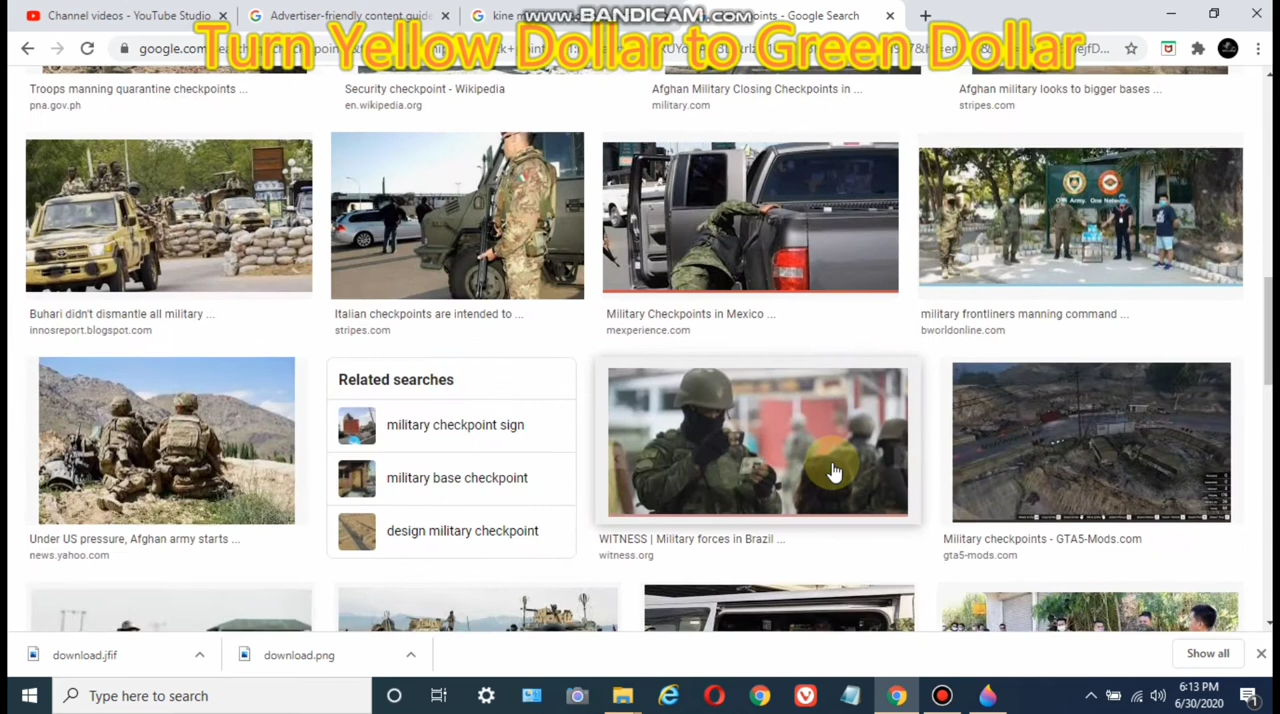 Channel videos - YouTube Studio
Advertiser-friendly content guide
kine m
www.BANDICAM.com
points - Google Search
google.com
Turn Yellow Dollar to Green Dollar
Troops manning quarantine checkpoints ...
pna.gov.ph
Security checkpoint - Wikipedia
en.wikipedia.org
Afghan Military Closing Checkpoints in ...
military.com
Afghan military looks to bigger bases ...
stripes.com
Buhari didn't dismantle all military ...
innosreport.blogspot.com
Italian checkpoints are intended to ...
stripes.com
Military Checkpoints in Mexico ...
mexperience.com
military frontliners manning command ...
bworldonline.com
Under US pressure, Afghan army starts ...
news.yahoo.com
Related searches
military checkpoint sign
military base checkpoint
design military checkpoint
WITNESS | Military forces in Brazil ...
witness.org
Military checkpoints - GTA5-Mods.com
gta5-mods.com
download.jfif
download.png
Show all
Type here to search
6:13 PM
6/30/2020